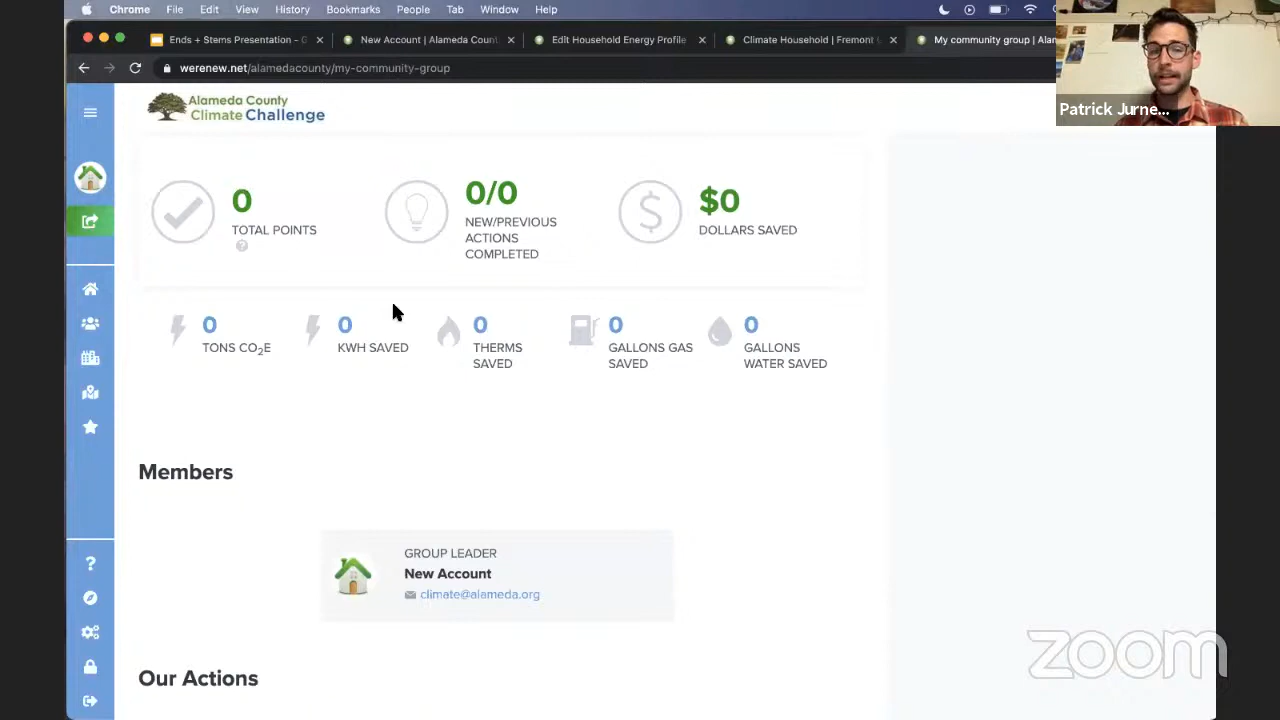 Chrome File Edit View History Bookmarks People Tab Window Help
Ends + Stems Presentation - G
New Account | Alameda Count
Edit Household Energy Profile
Climate Household | Fremont
My community group | Alan
werenew.net/alamedacounty/my-community-group
Patrick Jurne...
Alameda County
Climate Challenge
0
TOTAL POINTS
?
0/0
NEW/PREVIOUS
ACTIONS
COMPLETED
$0
DOLLARS SAVED
0
TONS CO2E
0
KWH SAVED
0
THERMS
SAVED
0
GALLONS GAS
SAVED
0
GALLONS
WATER SAVED
Members
GROUP LEADER
New Account
climate@alameda.org
Our Actions
zoom